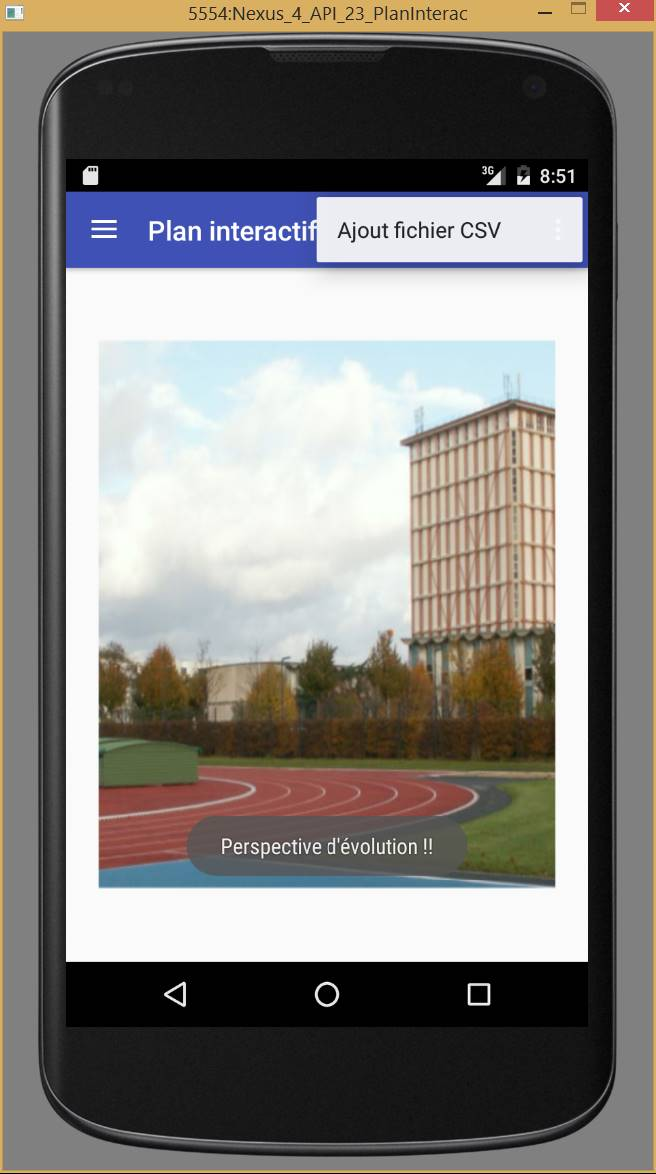 5554:Nexus_4_API_23_PlanInterac
3G 8:51
Plan interactif
Ajout fichier CSV
Perspective d'évolution !!